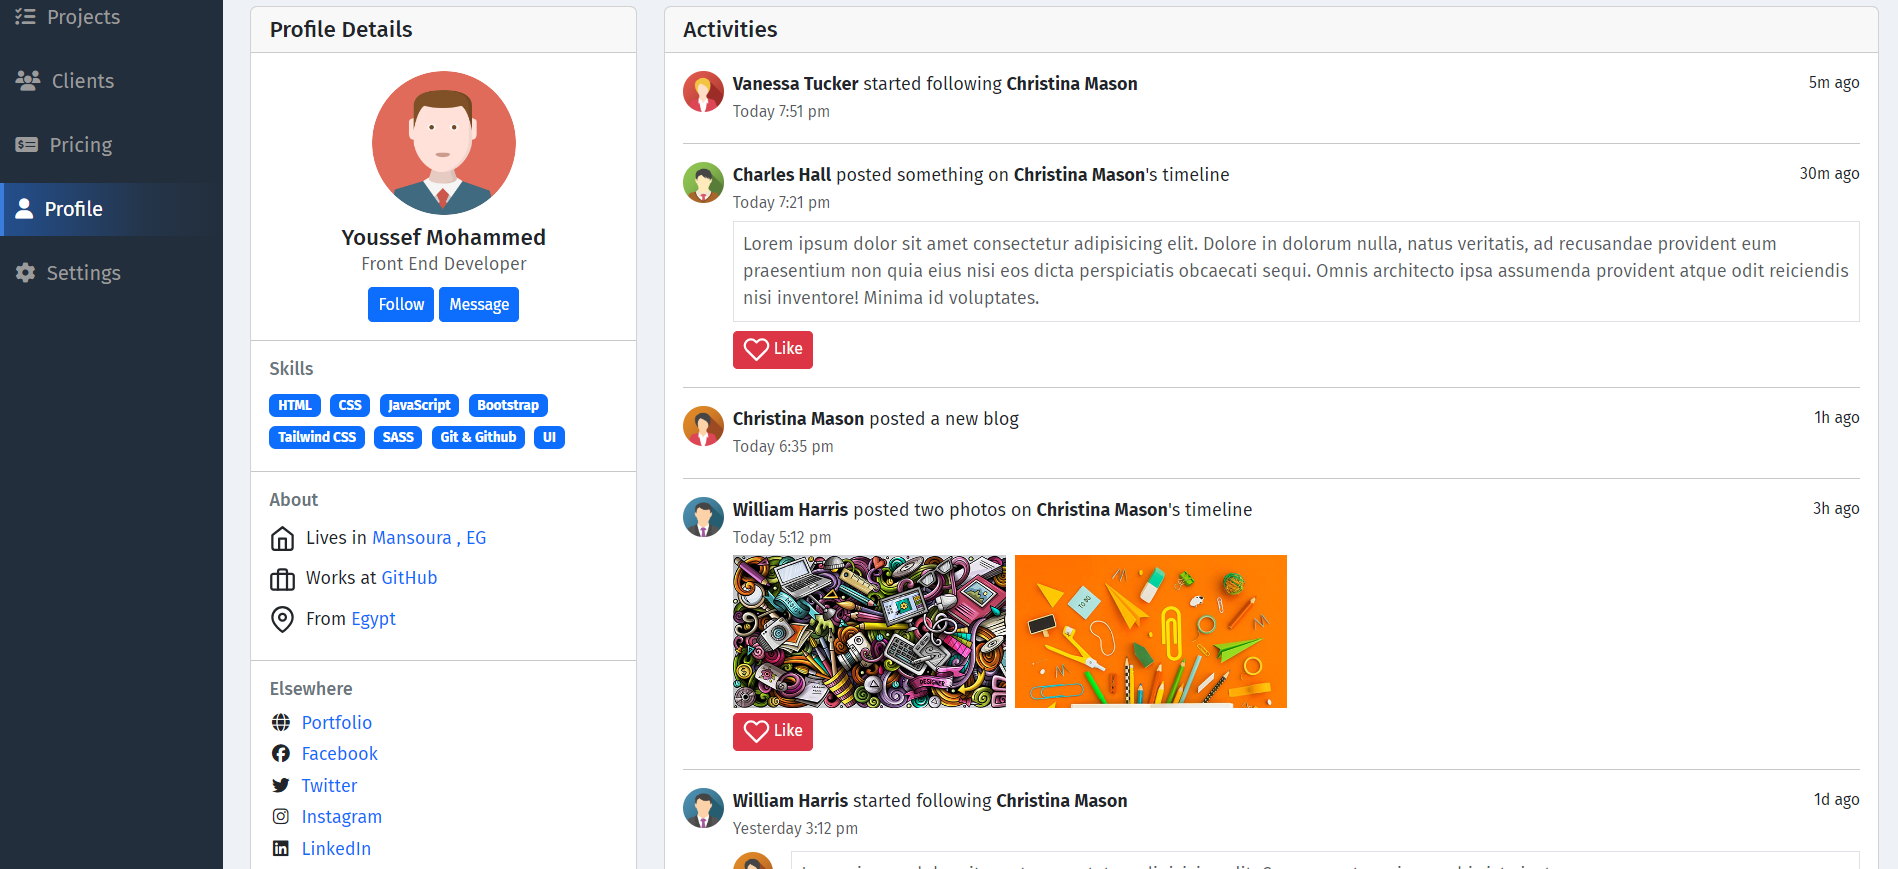 Projects
Clients
Pricing
Profile
Settings
Profile Details
Youssef Mohammed
Front End Developer
Follow Message
Skills
HTML CSS JavaScript Bootstrap
Tailwind CSS SASS Git & Github UI
About
Lives in Mansoura , EG
Works at GitHub
From Egypt
Elsewhere
Portfolio
Facebook
Twitter
Instagram
LinkedIn
Activities
Vanessa Tucker started following Christina Mason 5m ago
Today 7:51 pm
Charles Hall posted something on Christina Mason's timeline 30m ago
Today 7:21 pm
Lorem ipsum dolor sit amet consectetur adipisicing elit. Dolore in dolorum nulla, natus veritatis, ad recusandae provident eum
praesentium non quia eius nisi eos dicta perspiciatis obcaecati sequi. Omnis architecto ipsa assumenda provident atque odit reiciendis
nisi inventore! Minima id voluptates.
Like
Christina Mason posted a new blog 1h ago
Today 6:35 pm
William Harris posted two photos on Christina Mason's timeline 3h ago
Today 5:12 pm
DESIGNER
Like
William Harris started following Christina Mason 1d ago
Yesterday 3:12 pm